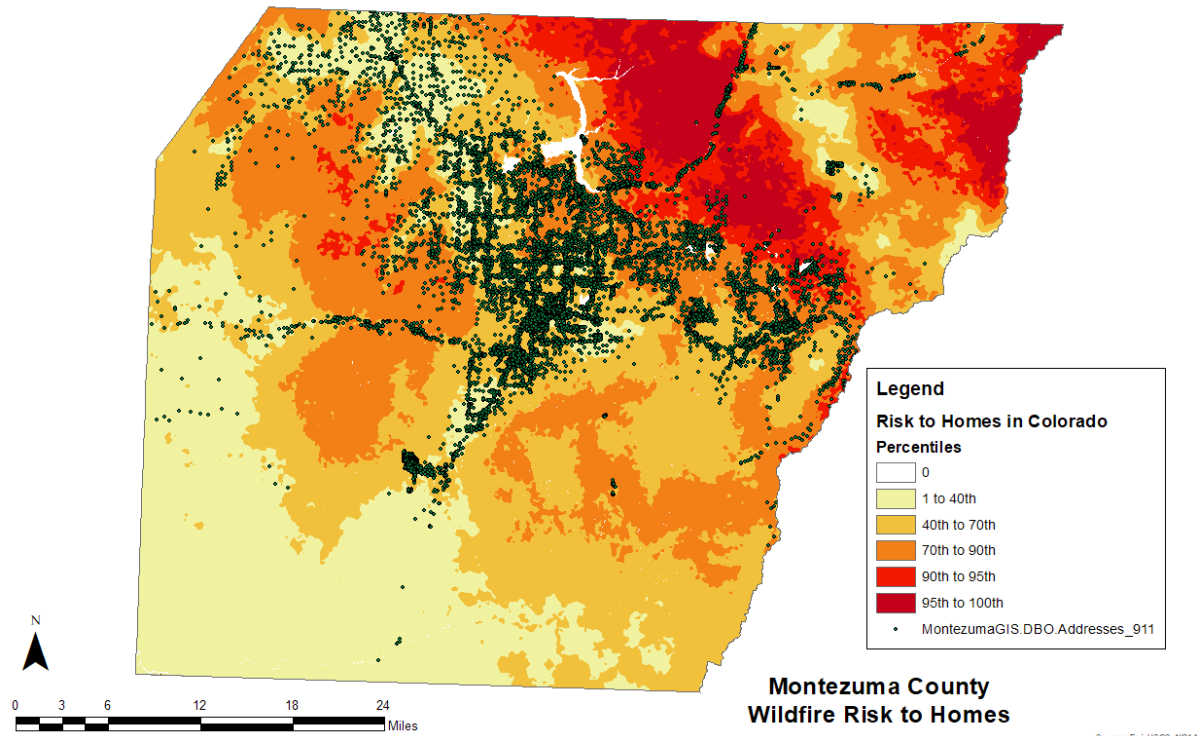 Legend
Risk to Homes in Colorado
Percentiles
0
1 to 40th
40th to 70th
70th to 90th
90th to 95th
95th to 100th
MontezumaGIS.DBO.Addresses_911
N
0 3 6 12 18 24
Miles
Montezuma County
Wildfire Risk to Homes